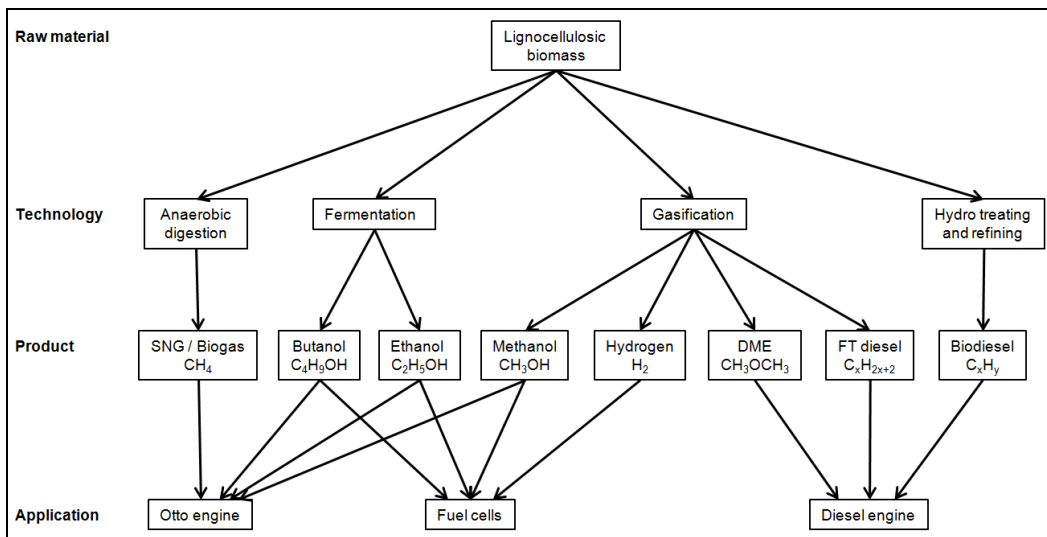 Raw material
Lignocellulosic
biomass
Technology
Anaerobic
digestion
Fermentation
Gasification
Hydro treating
and refining
Product
SNG / Biogas
CH₄
Butanol
C₄H₉OH
Ethanol
C₂H₅OH
Methanol
CH₃OH
Hydrogen
H₂
DME
CH₃OCH₃
FT diesel
CₓH₂ₓ₊₂
Biodiesel
CₓHᵧ
Application
Otto engine
Fuel cells
Diesel engine